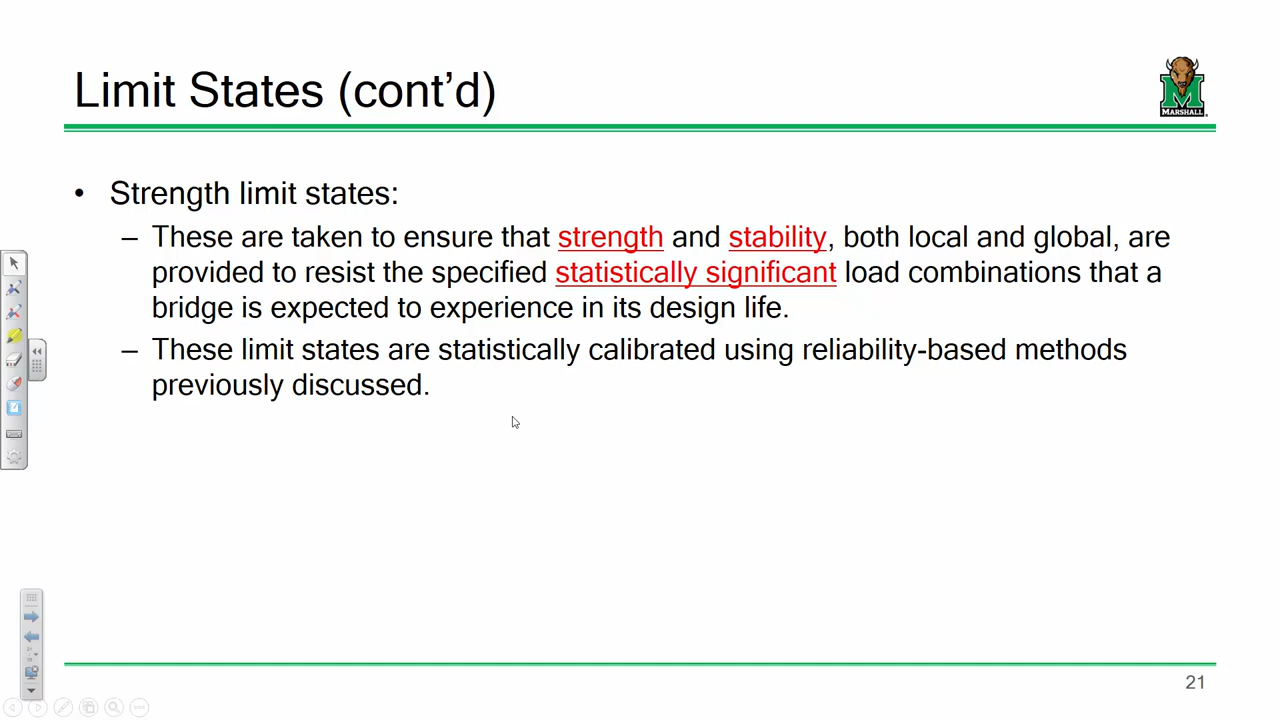 Limit States (cont’d)
MARSHALL
• Strength limit states:
– These are taken to ensure that strength and stability, both local and global, are
provided to resist the specified statistically significant load combinations that a
bridge is expected to experience in its design life.
– These limit states are statistically calibrated using reliability-based methods
previously discussed.
21